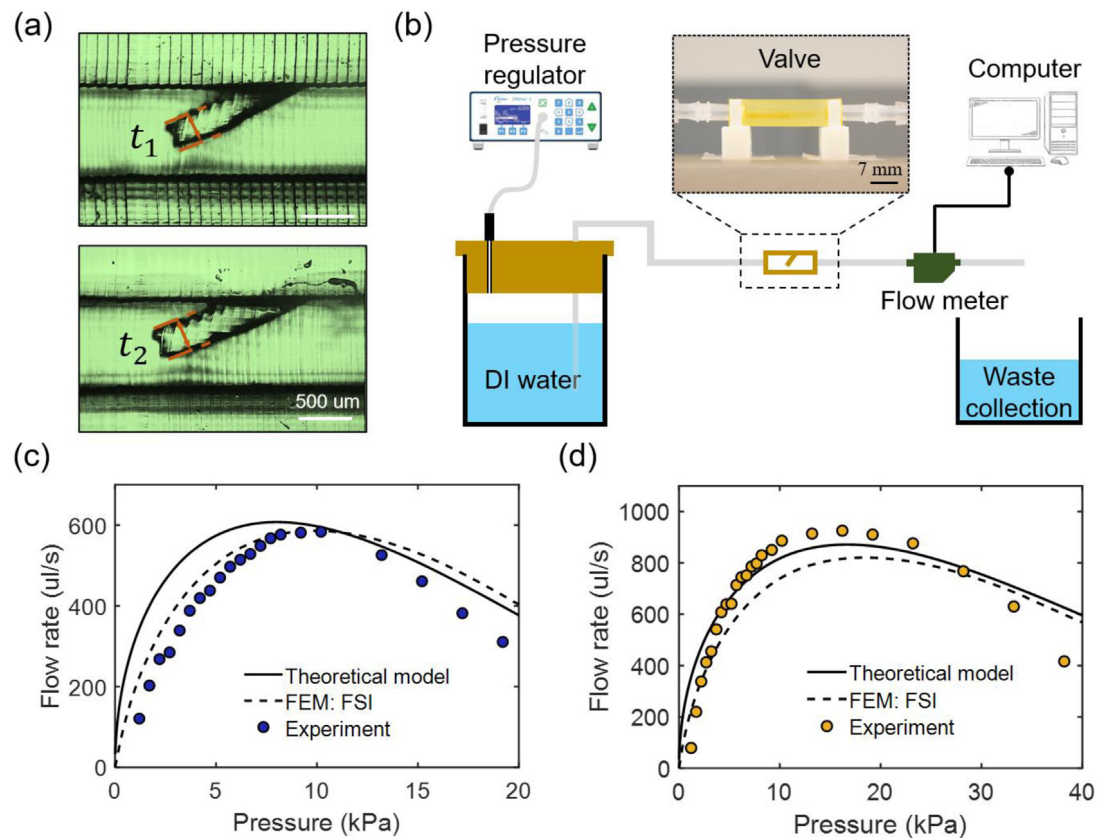 (a)
t₁
t₂
500 um
(b)
Pressure
regulator
Valve
7 mm
Computer
Flow meter
DI water
Waste
collection
(c)
Flow rate (ul/s)
600
400
200
0
Theoretical model
FEM: FSI
Experiment
0 5 10 15 20
Pressure (kPa)
(d)
Flow rate (ul/s)
1000
800
600
400
200
0
Theoretical model
FEM: FSI
Experiment
0 10 20 30 40
Pressure (kPa)